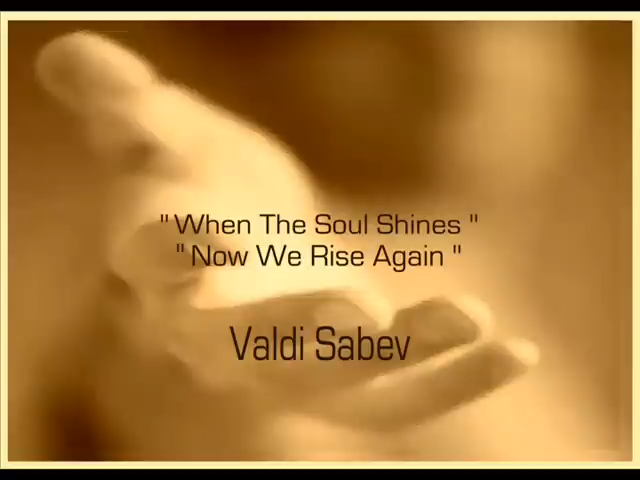 " When The Soul Shines "
" Now We Rise Again "
Valdi Sabev